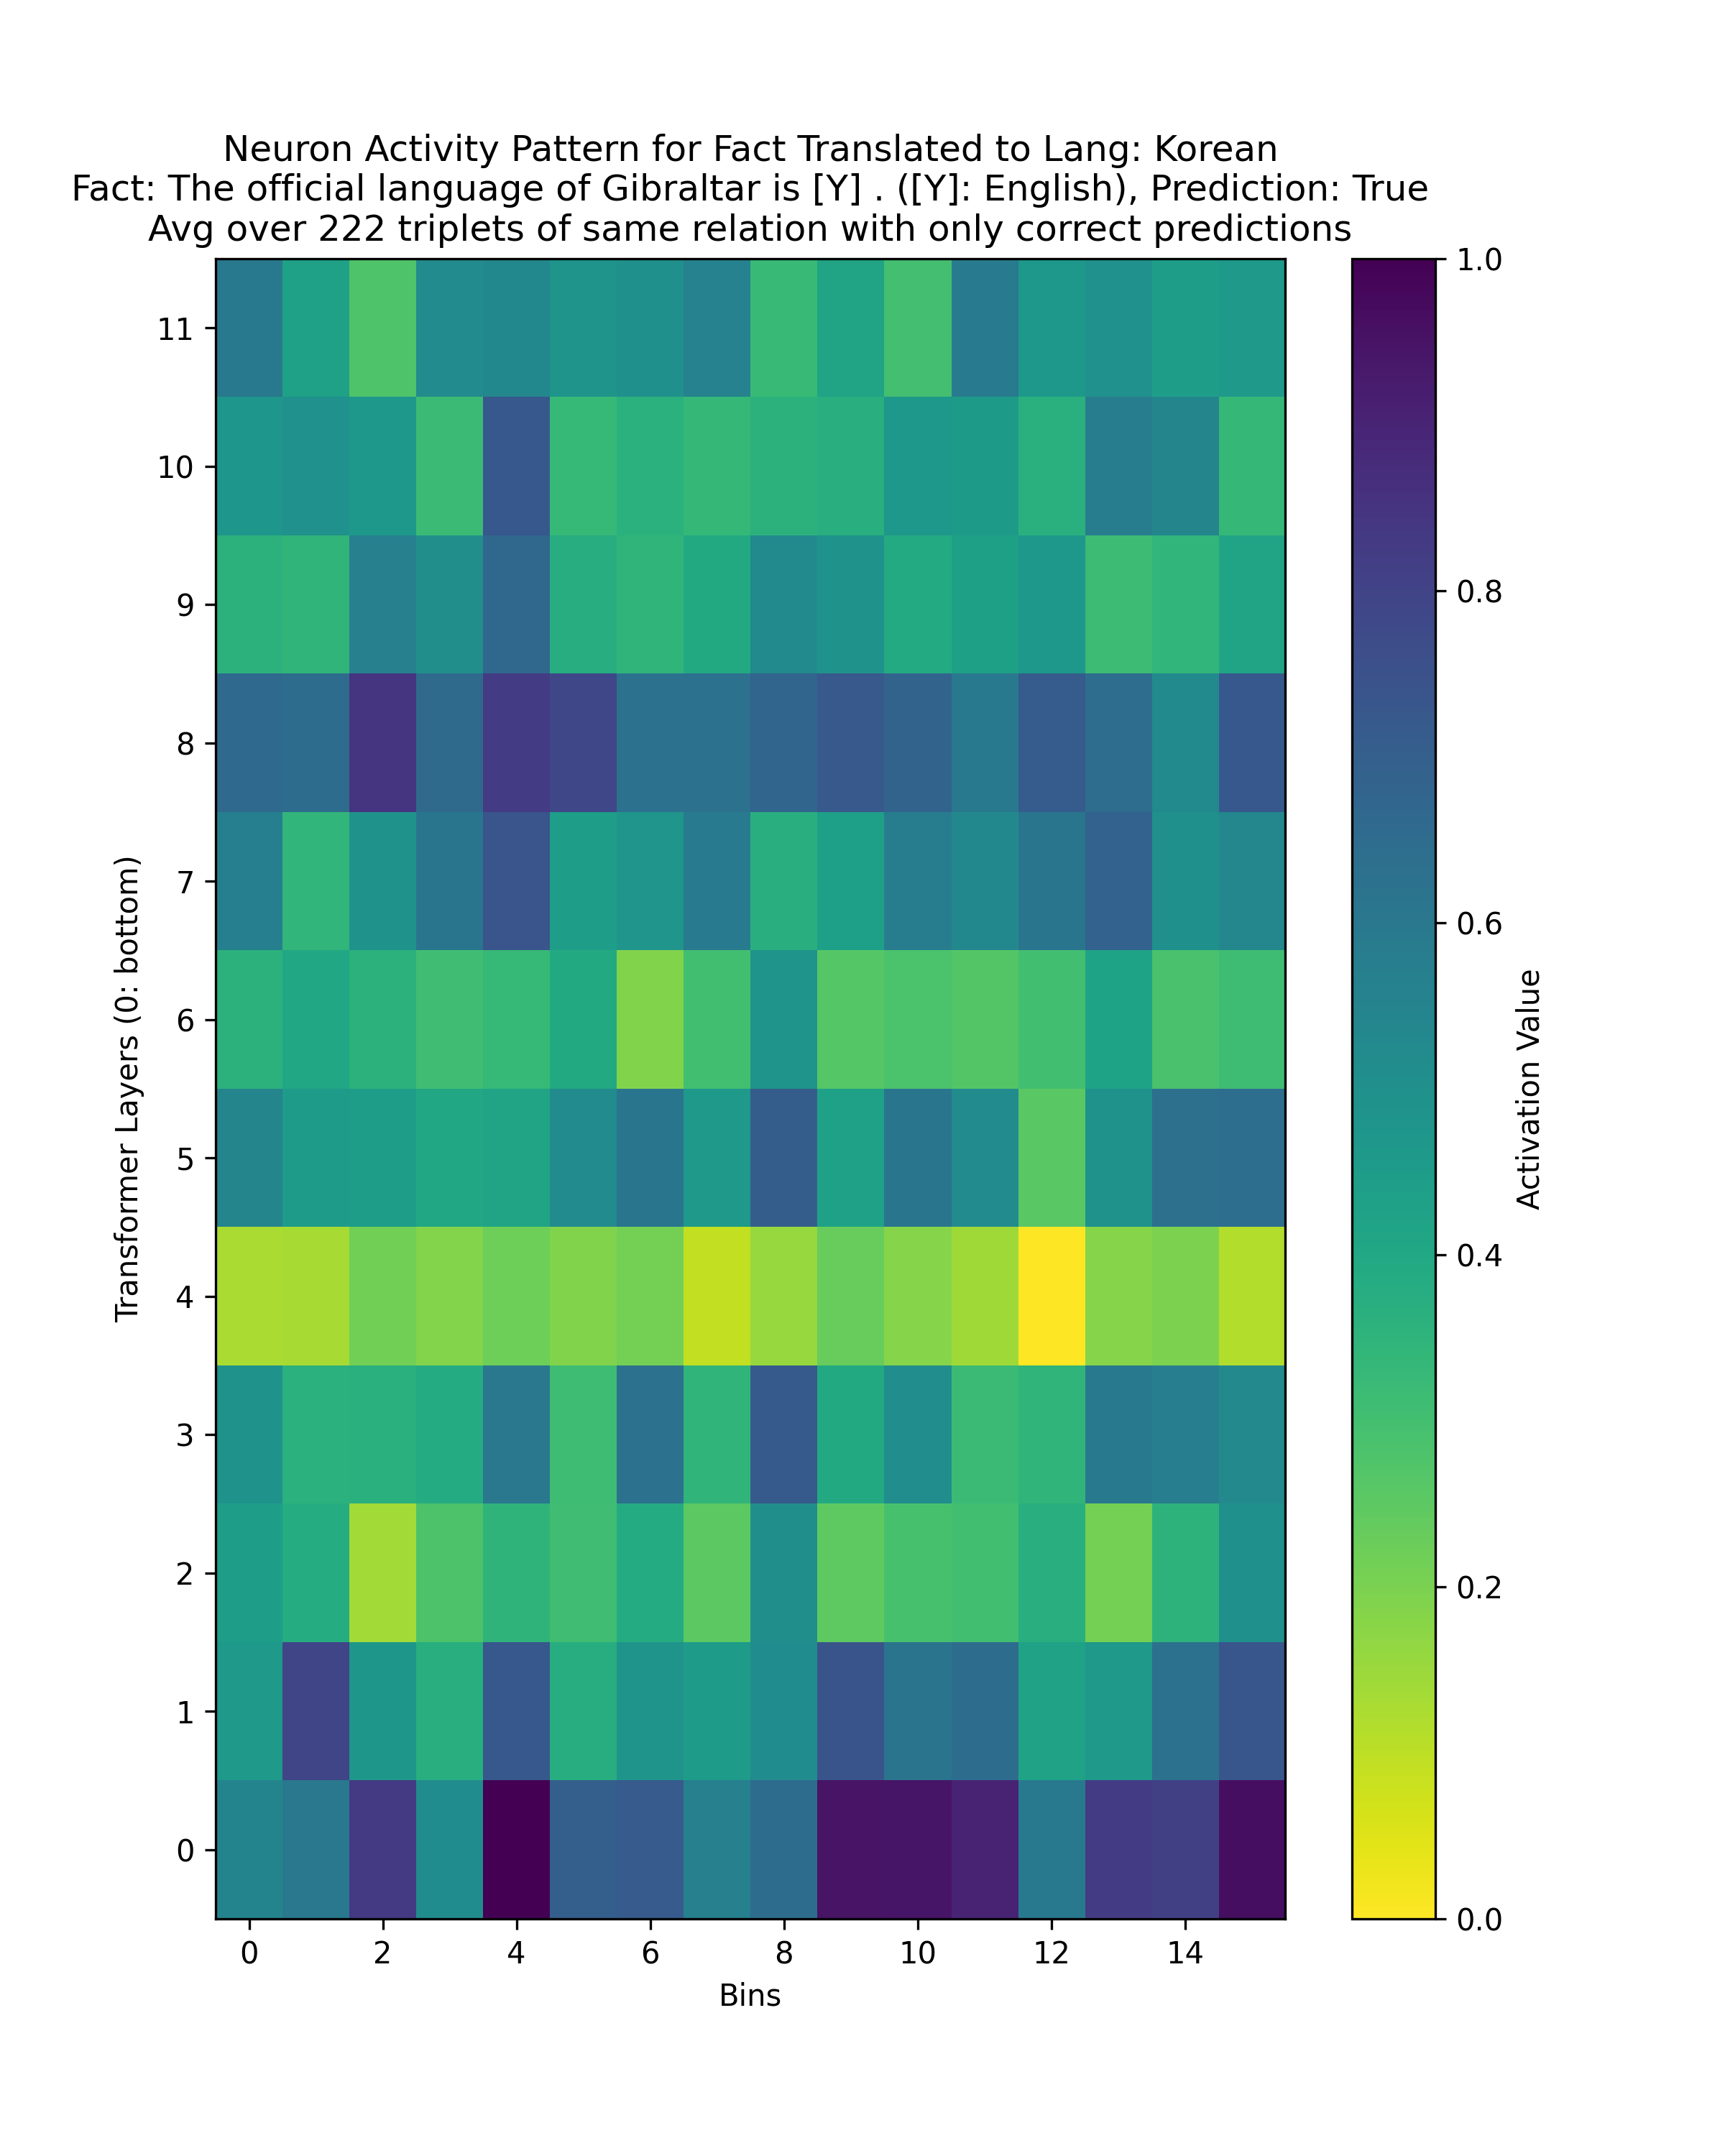 Neuron Activity Pattern for Fact Translated to Lang: Korean
Fact: The official language of Gibraltar is [Y] . ([Y]: English), Prediction: True
Avg over 222 triplets of same relation with only correct predictions
11
10
9
8
7
6
5
4
3
2
1
0
Transformer Layers (0: bottom)
0 2 4 6 8 10 12 14
Bins
1.0
0.8
0.6
0.4
0.2
0.0
Activation Value